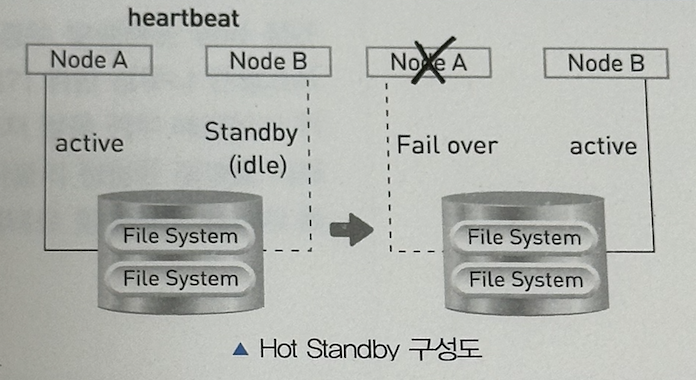 heartbeat
Node A
Node B
active
Standby
(idle)
File System
File System
Node A
Node B
Fail over
active
File System
File System
▲ Hot Standby 구성도